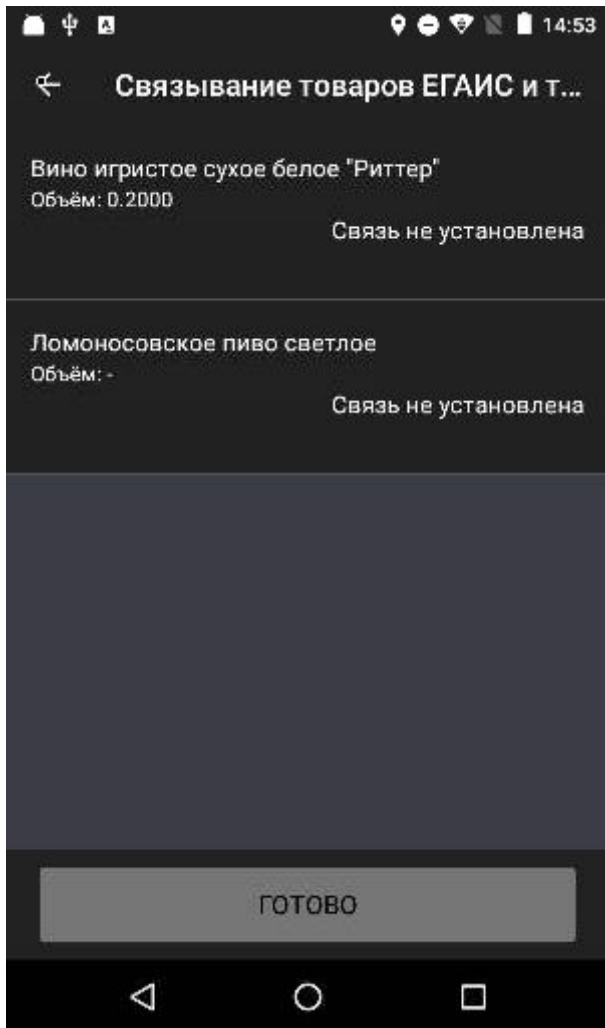 14:53
Связывание товаров ЕГАИС и т...
Вино игристое сухое белое "Риттер"
Объём: 0.2000
Связь не установлена
Ломоносовское пиво светлое
Объём: -
Связь не установлена
ГОТОВО